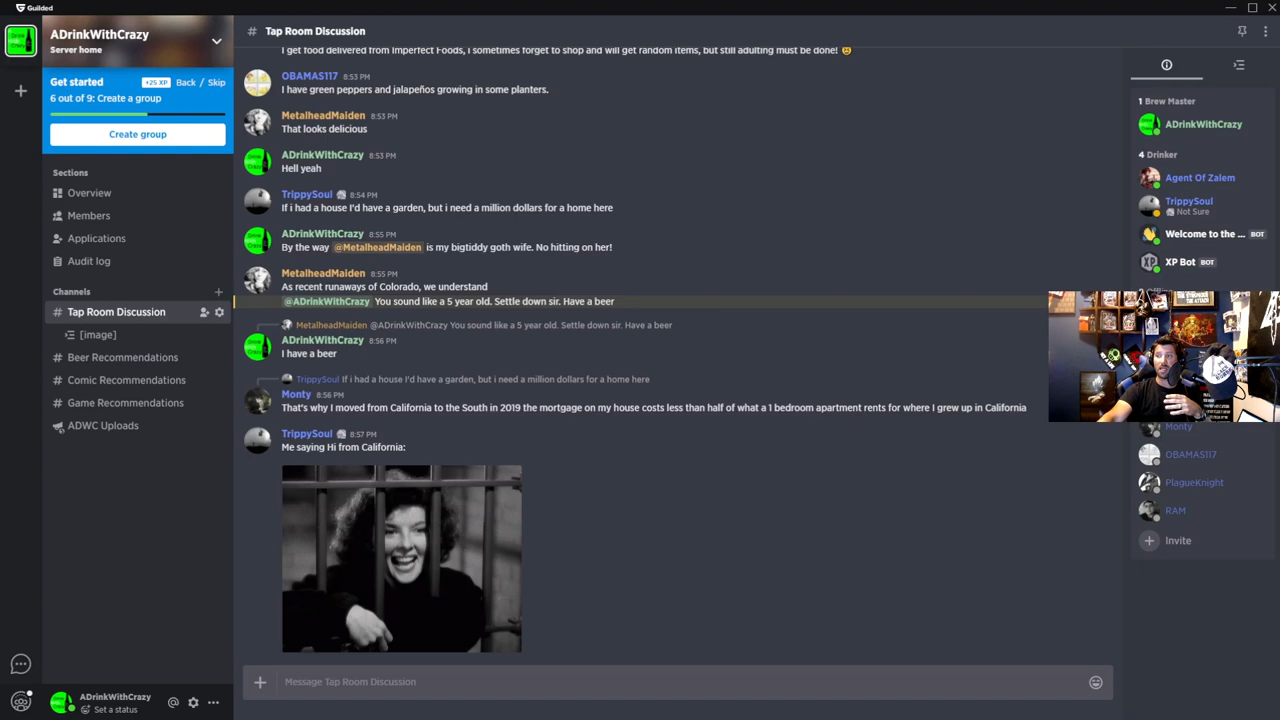 Guilded
ADrinkWithCrazy
Server home
Get started
+25 XP
Back / Skip
6 out of 9: Create a group
Create group
Sections
Overview
Members
Applications
Audit log
Channels
# Tap Room Discussion
[image]
# Beer Recommendations
# Comic Recommendations
# Game Recommendations
ADWC Uploads
ADrinkWithCrazy
Set a status
# Tap Room Discussion
I get food delivered from Imperfect Foods, I sometimes forget to shop and will get random items, but still adulting must be done!
OBAMAS117 8:53 PM
I have green peppers and jalapeños growing in some planters.
MetalheadMaiden 8:53 PM
That looks delicious
ADrinkWithCrazy 8:53 PM
Hell yeah
TrippySoul 8:54 PM
If i had a house I'd have a garden, but i need a million dollars for a home here
ADrinkWithCrazy 8:55 PM
By the way @MetalheadMaiden is my bigtiddy goth wife. No hitting on her!
MetalheadMaiden 8:55 PM
As recent runaways of Colorado, we understand
@ADrinkWithCrazy You sound like a 5 year old. Settle down sir. Have a beer
MetalheadMaiden @ADrinkWithCrazy You sound like a 5 year old. Settle down sir. Have a beer
ADrinkWithCrazy 8:56 PM
I have a beer
TrippySoul If i had a house I'd have a garden, but i need a million dollars for a home here
Monty 8:56 PM
That's why I moved from California to the South in 2019 the mortgage on my house costs less than half of what a 1 bedroom apartment rents for where I grew up in California
TrippySoul 8:57 PM
Me saying Hi from California:
Message Tap Room Discussion
1 Brew Master
ADrinkWithCrazy
4 Drinker
Agent Of Zalem
TrippySoul
Not Sure
Welcome to the ... BOT
XP Bot BOT
Monty
OBAMAS117
PlagueKnight
RAM
Invite